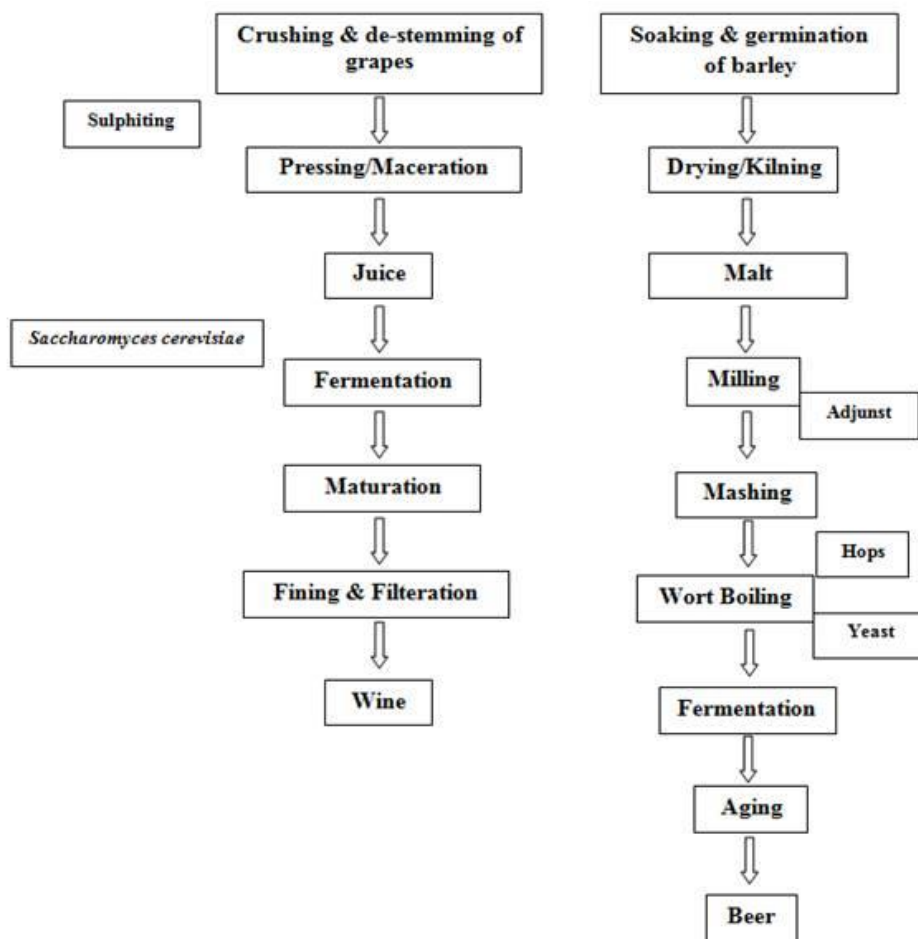 Crushing & de-stemming of
grapes
Sulphiting
Pressing/Maceration
Juice
Saccharomyces cerevisiae
Fermentation
Maturation
Fining & Filteration
Wine
Soaking & germination
of barley
Drying/Kilning
Malt
Milling
Adjunst
Mashing
Hops
Wort Boiling
Yeast
Fermentation
Aging
Beer